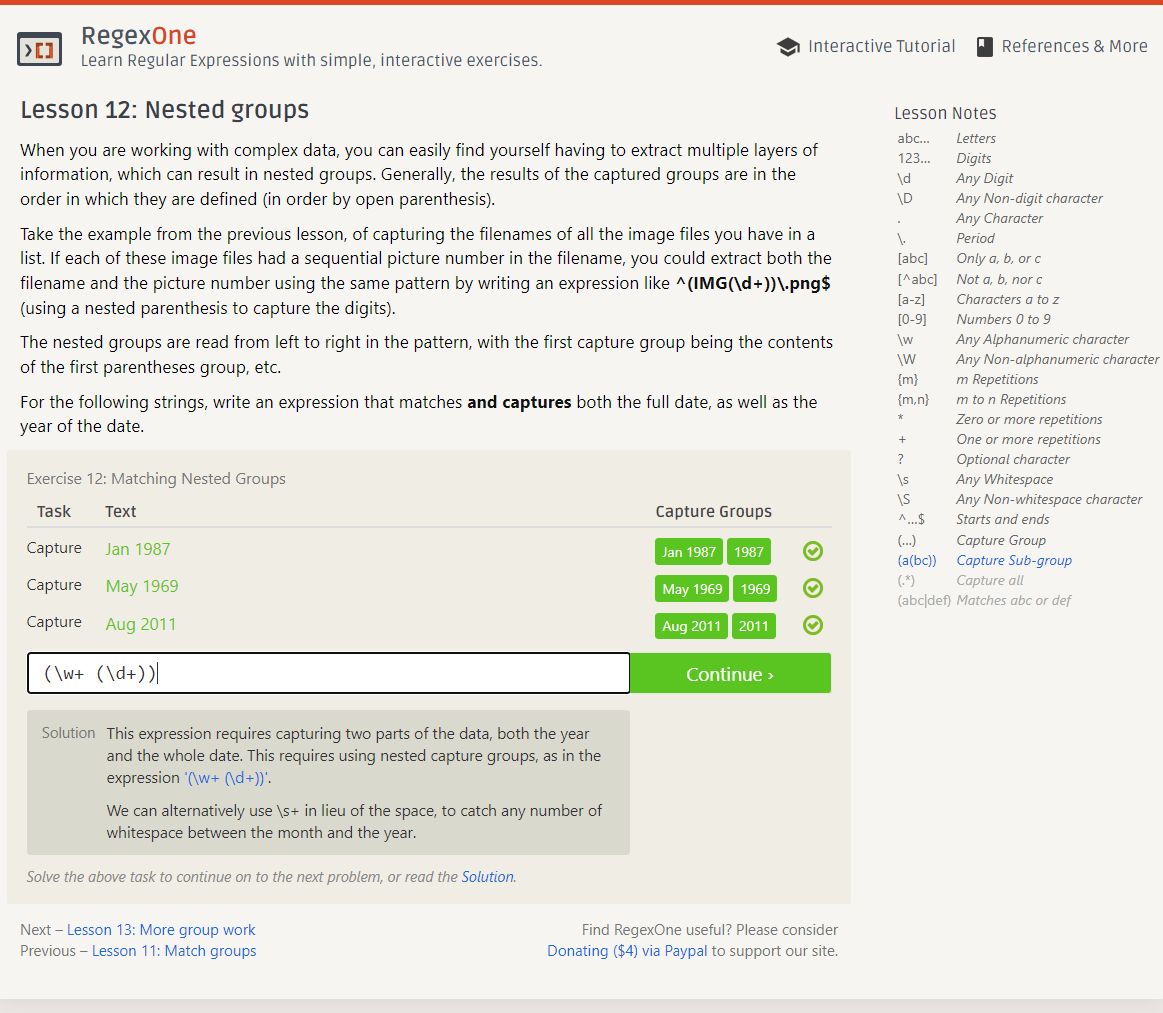 RegexOne
Learn Regular Expressions with simple, interactive exercises.
Interactive Tutorial
References & More
Lesson 12: Nested groups
When you are working with complex data, you can easily find yourself having to extract multiple layers of
information, which can result in nested groups. Generally, the results of the captured groups are in the
order in which they are defined (in order by open parenthesis).
Take the example from the previous lesson, of capturing the filenames of all the image files you have in a
list. If each of these image files had a sequential picture number in the filename, you could extract both the
filename and the picture number using the same pattern by writing an expression like ^(IMG(\d+))\.png$
(using a nested parenthesis to capture the digits).
The nested groups are read from left to right in the pattern, with the first capture group being the contents
of the first parentheses group, etc.
For the following strings, write an expression that matches and captures both the full date, as well as the
year of the date.
Exercise 12: Matching Nested Groups
Task Text Capture Groups
Capture Jan 1987 Jan 1987 1987
Capture May 1969 May 1969 1969
Capture Aug 2011 Aug 2011 2011
(\w+ (\d+))
Continue ›
Solution This expression requires capturing two parts of the data, both the year
and the whole date. This requires using nested capture groups, as in the
expression '(\w+ (\d+))'.
We can alternatively use \s+ in lieu of the space, to catch any number of
whitespace between the month and the year.
Solve the above task to continue on to the next problem, or read the Solution.
Next – Lesson 13: More group work
Previous – Lesson 11: Match groups
Find RegexOne useful? Please consider
Donating ($4) via Paypal to support our site.
Lesson Notes
abc… Letters
123… Digits
\d Any Digit
\D Any Non-digit character
. Any Character
\. Period
[abc] Only a, b, or c
[^abc] Not a, b, nor c
[a-z] Characters a to z
[0-9] Numbers 0 to 9
\w Any Alphanumeric character
\W Any Non-alphanumeric character
{m} m Repetitions
{m,n} m to n Repetitions
* Zero or more repetitions
+ One or more repetitions
? Optional character
\s Any Whitespace
\S Any Non-whitespace character
^…$ Starts and ends
(…) Capture Group
(a(bc)) Capture Sub-group
(.*) Capture all
(abc|def) Matches abc or def